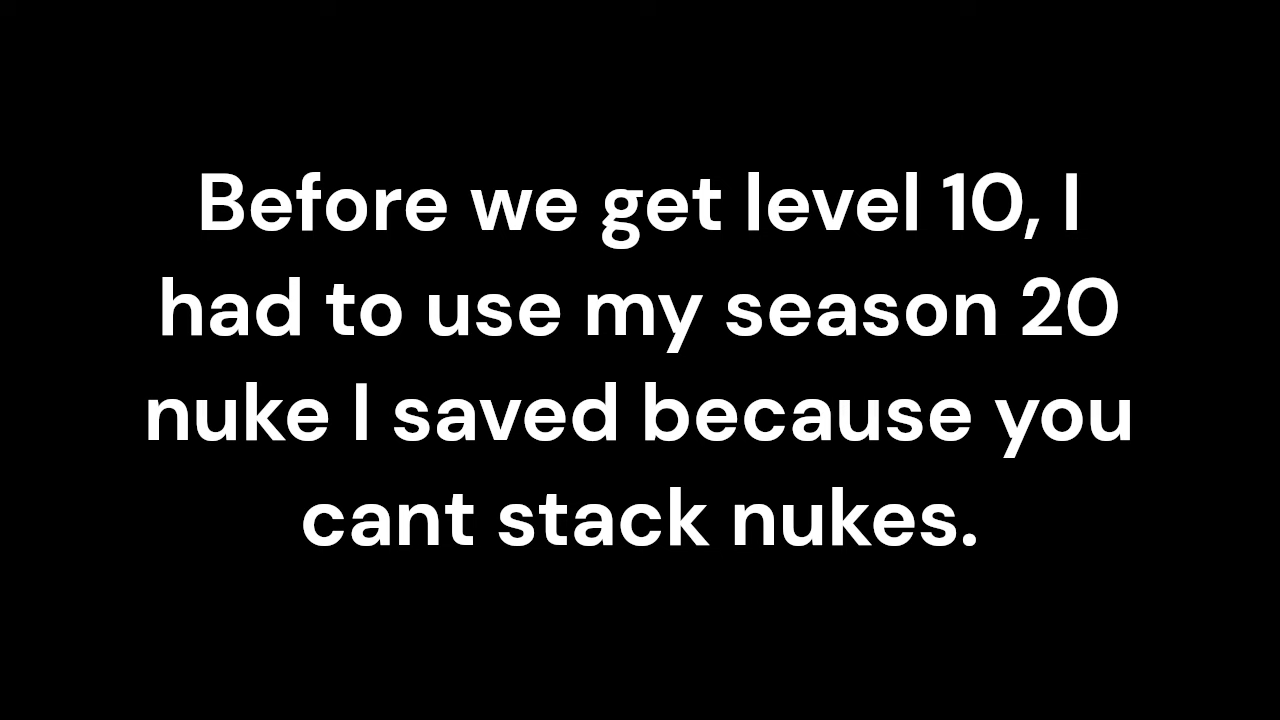 Before we get level 10, I
had to use my season 20
nuke I saved because you
cant stack nukes.